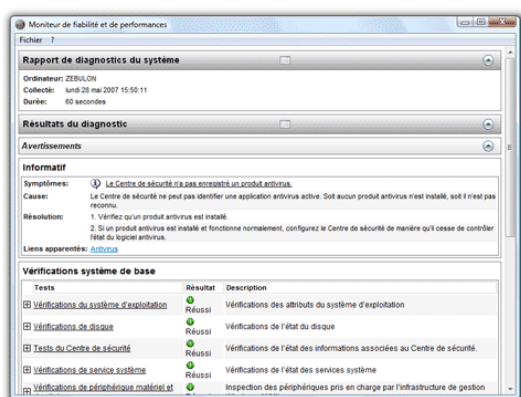 Moniteur de fiabilité et de performances
Fichier ?
Rapport de diagnostics du système
Ordinateur: ZEBULON
Collecté: lundi 28 mai 2007 15:50:11
Durée: 60 secondes
Résultats du diagnostic
Avertissements
Informatif
Symptômes: Le Centre de sécurité n'a pas enregistré un produit antivirus.
Cause: Le Centre de sécurité ne peut pas identifier une application antivirus active. Soit aucun produit antivirus n'est installé, soit il n'est pas
reconnu.
Résolution: 1. Vérifiez qu'un produit antivirus est installé.
2. Si un produit antivirus est installé et fonctionne normalement, configurez le Centre de sécurité de manière qu'il cesse de contrôler
l'état du logiciel antivirus.
Liens apparentés: Antivirus
Vérifications système de base
Tests Résultat Description
Vérifications du système d'exploitation Réussi Vérifications des attributs du système d'exploitation
Vérifications de disque Réussi Vérifications de l'état du disque
Tests du Centre de sécurité Réussi Vérifications de l'état des informations associées au Centre de sécurité.
Vérifications de service système Réussi Vérifications de l'état des services système
Vérifications de périphérique matériel et Inspection des périphériques pris en charge par l'infrastructure de gestion